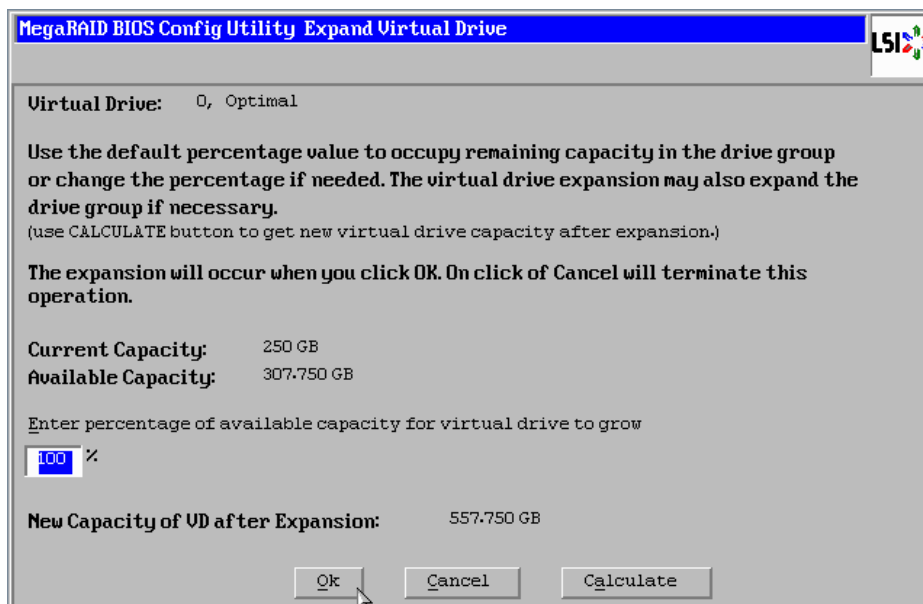 MegaRAID BIOS Config Utility Expand Virtual Drive
LSI
Virtual Drive: 0, Optimal
Use the default percentage value to occupy remaining capacity in the drive group
or change the percentage if needed. The virtual drive expansion may also expand the
drive group if necessary.
(use CALCULATE button to get new virtual drive capacity after expansion.)
The expansion will occur when you click OK. On click of Cancel will terminate this
operation.
Current Capacity: 250 GB
Available Capacity: 307.750 GB
Enter percentage of available capacity for virtual drive to grow
100 %
New Capacity of VD after Expansion: 557.750 GB
Ok Cancel Calculate